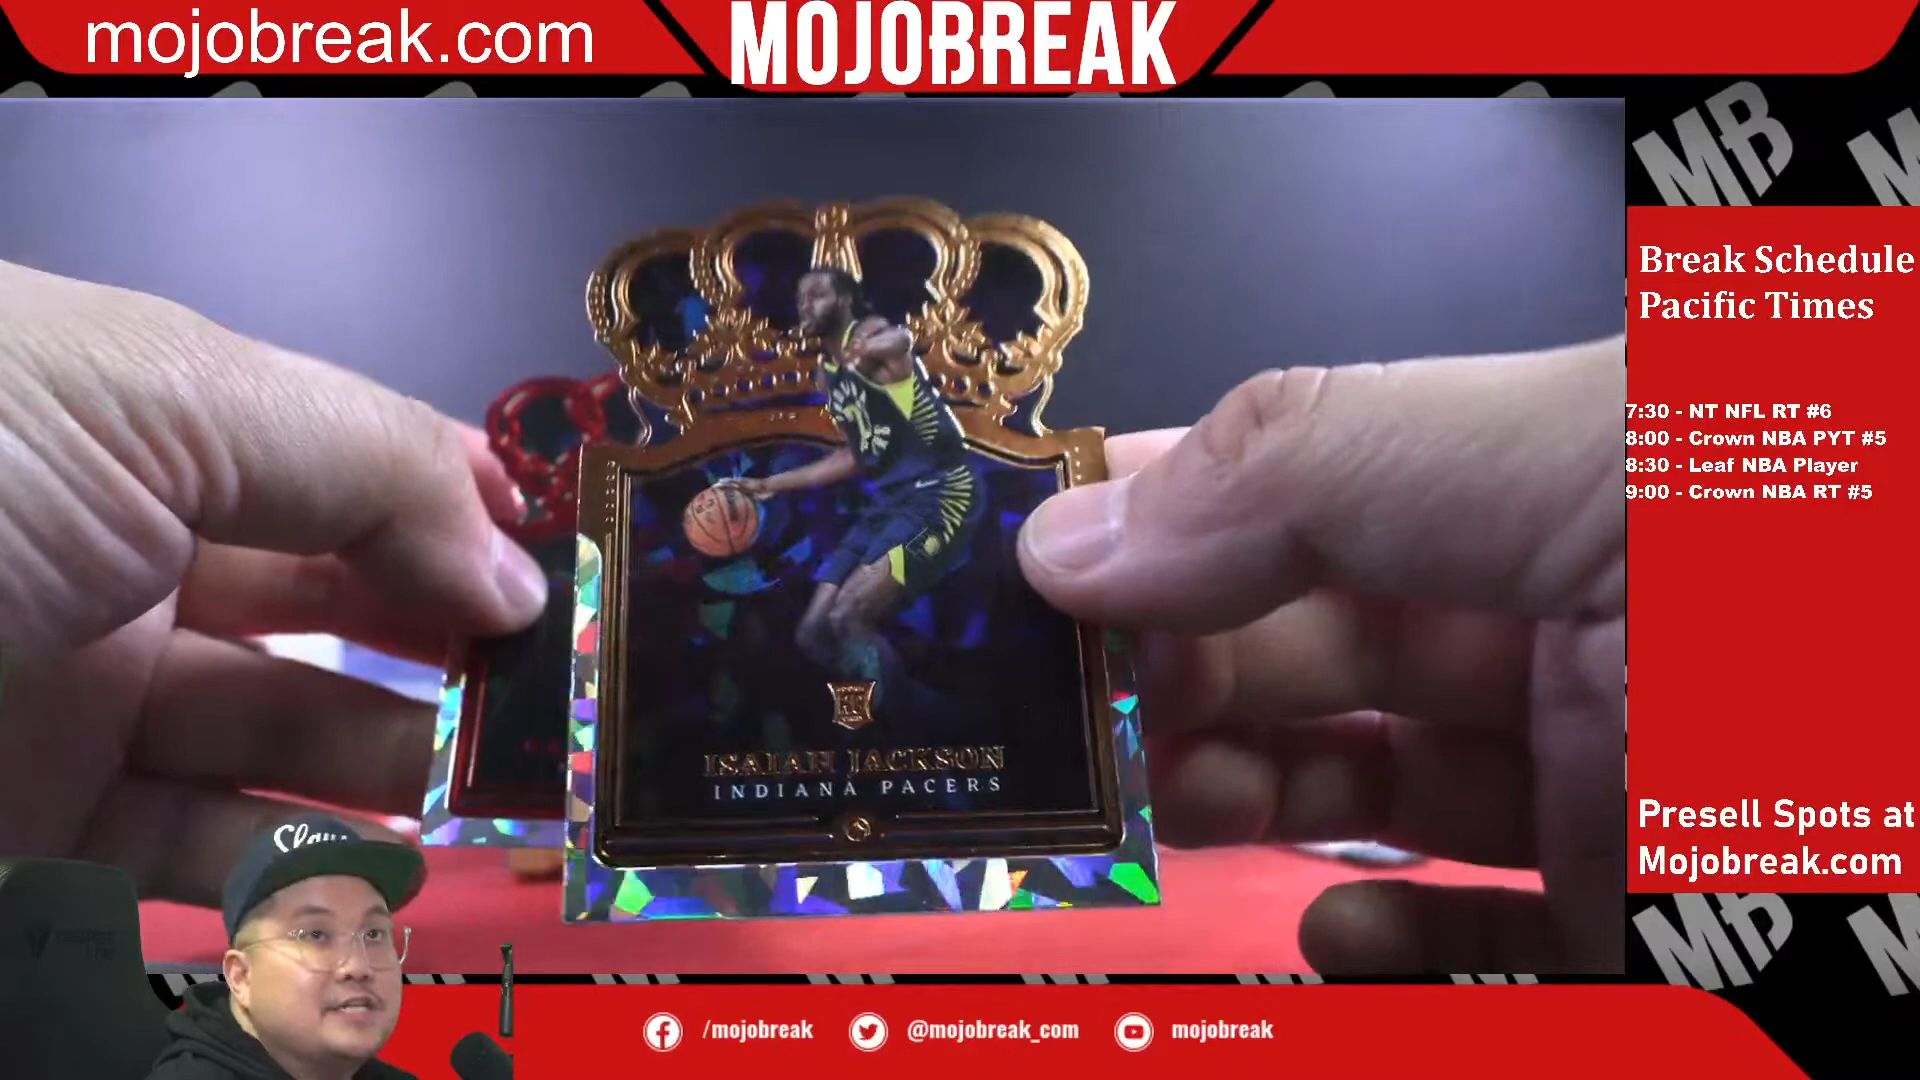 mojobreak.com
MOJOBREAK
MB
Break Schedule
Pacific Times
7:30 - NT NFL RT #6
8:00 - Crown NBA PYT #5
8:30 - Leaf NBA Player
9:00 - Crown NBA RT #5
ISAIAH JACKSON
INDIANA PACERS
Presell Spots at
Mojobreak.com
MB
/mojobreak
@mojobreak_com
mojobreak